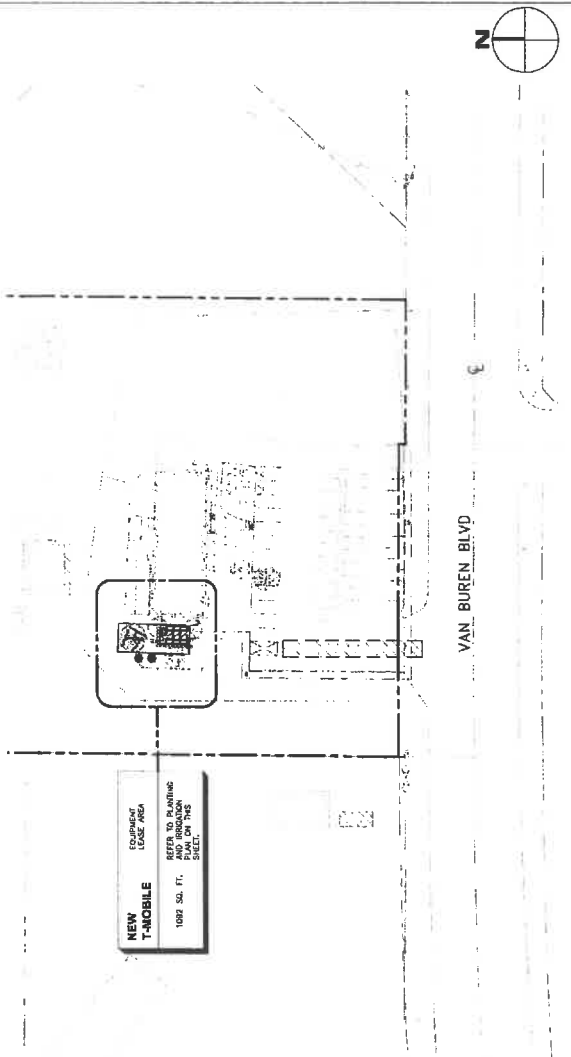 N
NEW EQUIPMENT
T-MOBILE LEASE AREA
1092 SQ. FT. REFER TO PLANTING
AND IRRIGATION
PLAN ON THIS
SHEET.
VAN BUREN BLVD